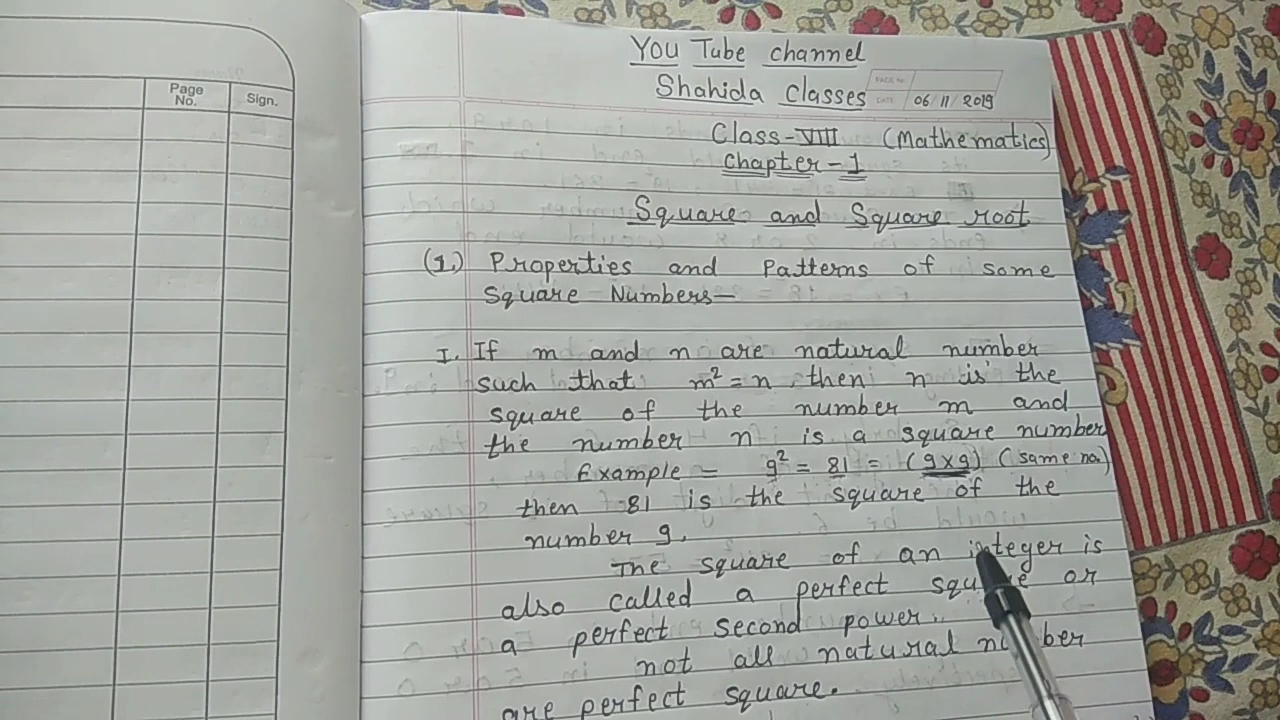 Page No.
Sign.
You Tube channel
Shahida classes
PAGE No.
DATE 06/11/2019
Class-VIII (Mathematics)
Chapter-1
Square and Square root
(1.) Properties and Patterns of some
Square Numbers—
I. If m and n are natural number
such that m² = n, then n is the
square of the number m and
the number n is a square number
Example = 9² = 81 = (9x9) (same no.)
then 81 is the square of the
number 9.
The square of an integer is
also called a perfect square or
a perfect second power.
not all natural number
are perfect square.